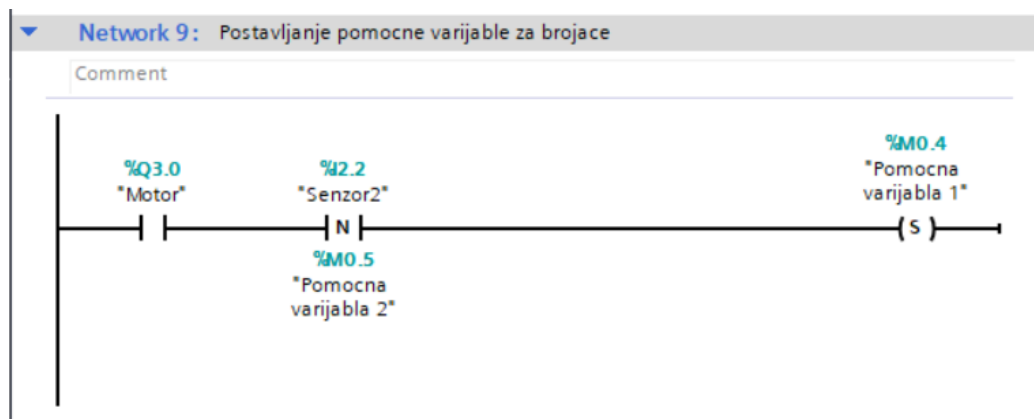 Network 9: Postavljanje pomocne varijable za brojace
Comment
%Q3.0
"Motor"
%I2.2
"Senzor2"
N
%M0.5
"Pomocna
varijabla 2"
%M0.4
"Pomocna
varijabla 1"
S